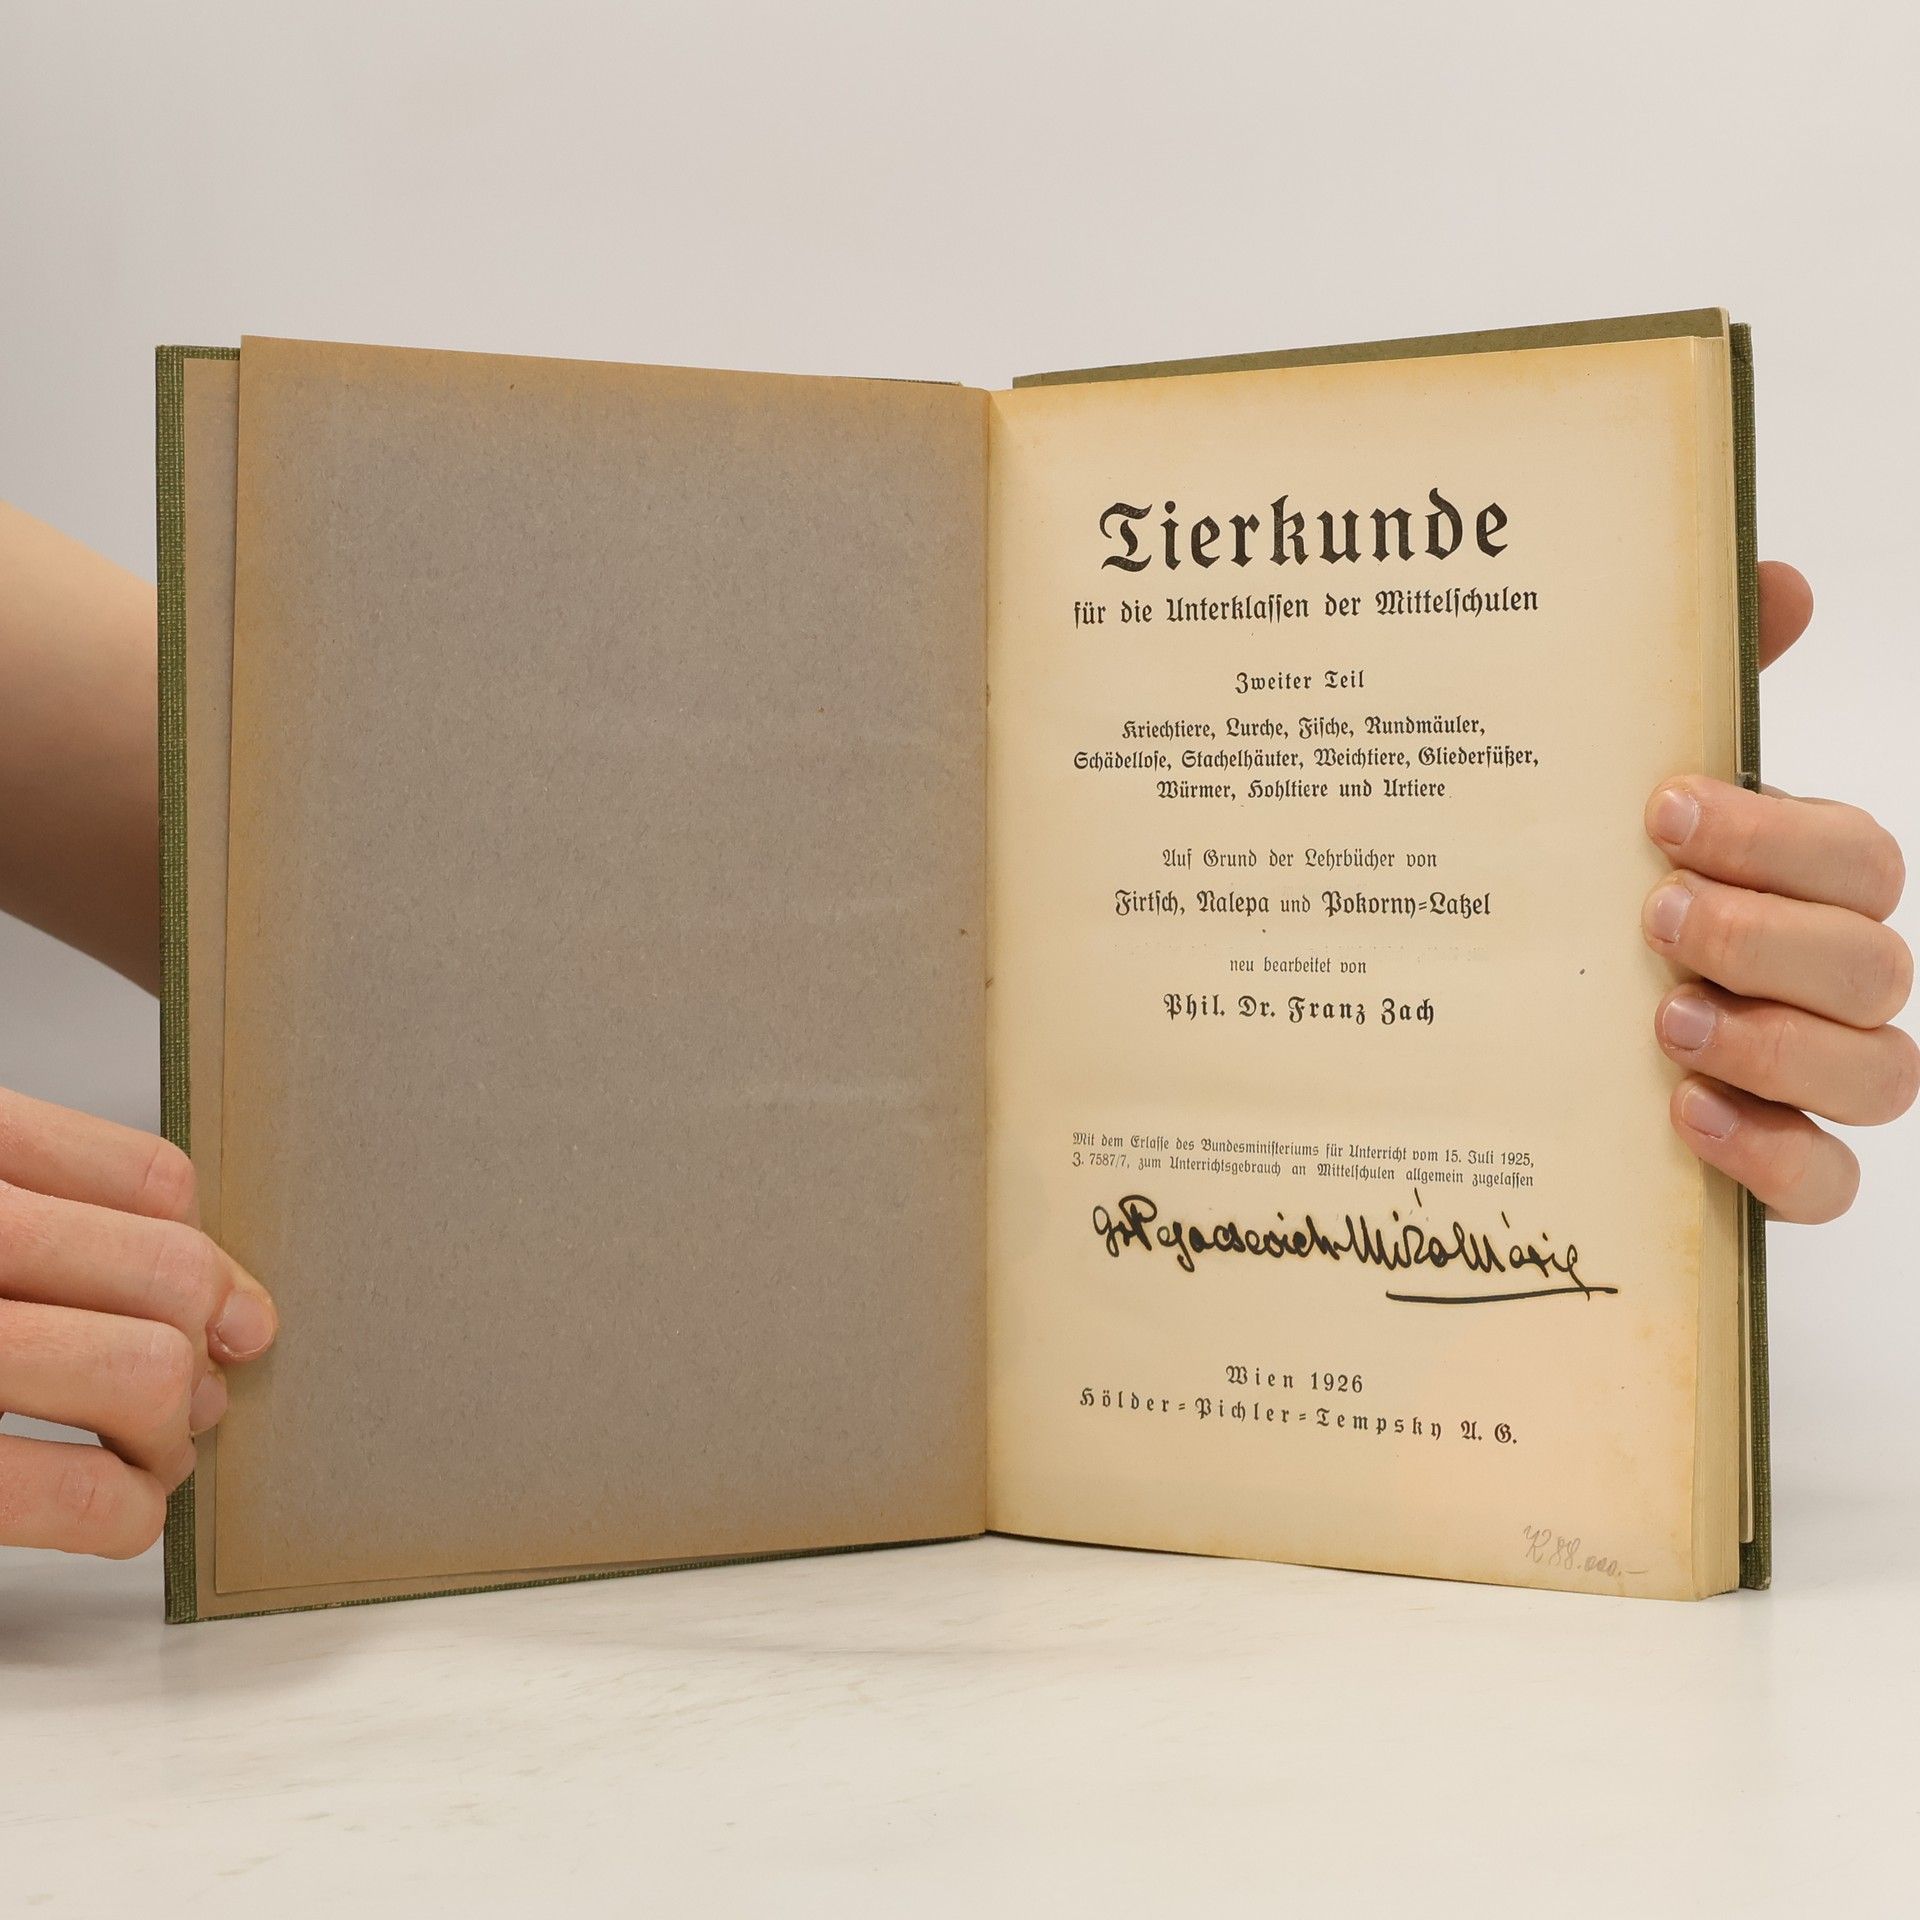 Tierkunde
für die Unterklassen der Mittelschulen
Zweiter Teil
Kriechtiere, Lurche, Fische, Rundmäuler,
Schädellose, Stachelhäuter, Weichtiere, Gliederfüßer,
Würmer, Hohltiere und Urtiere
Auf Grund der Lehrbücher von
Firtsch, Nalepa und Pokorny=Latzel
neu bearbeitet von
Phil. Dr. Franz Zach
Mit dem Erlasse des Bundesministeriums für Unterricht vom 15. Juli 1925,
Z. 7587/7, zum Unterrichtsgebrauch an Mittelschulen allgemein zugelassen
Wien 1926
Hölder=Pichler=Tempsky A. G.
K 88.000.—